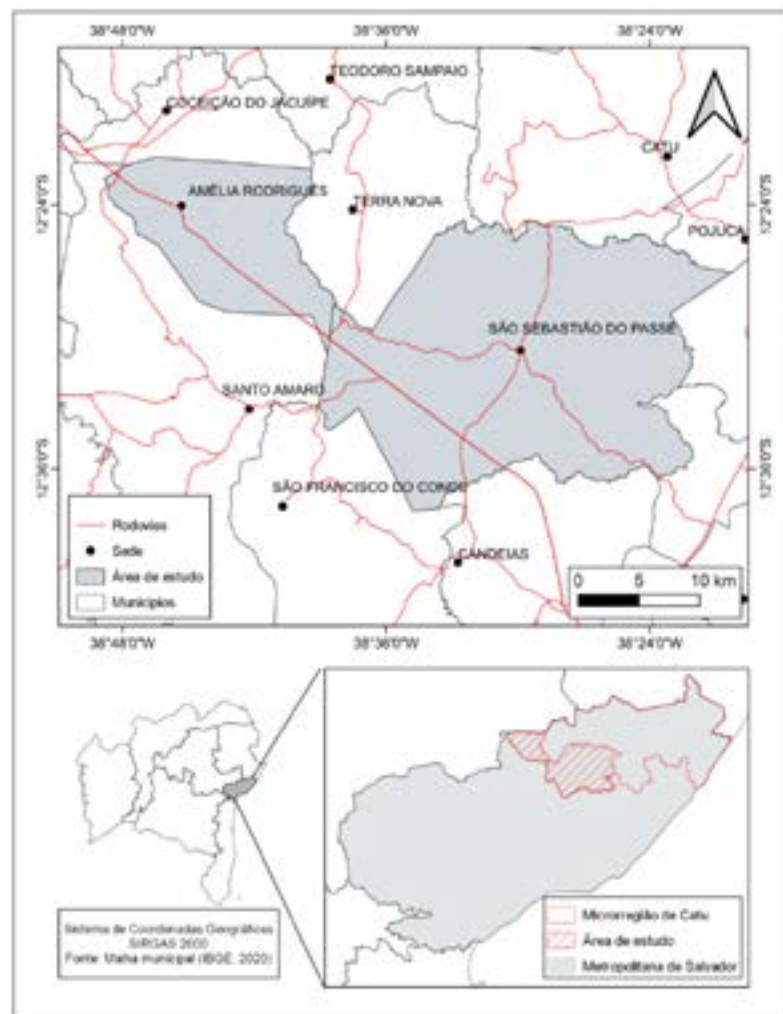 38°48'0"W 38°36'0"W 38°24'0"W
TEODORO SAMPAIO
COCEIÇÃO DO JACUÍPE
CATU
12°24'0"S
AMÉLIA RODRIGUES
TERRA NOVA
12°24'0"S
POJUCA
SÃO SEBASTIÃO DO PASSÉ
SANTO AMARO
12°36'0"S
SÃO FRANCISCO DO CONDE
12°36'0"S
Rodovias
Sede
Área de estudo
Municípios
CANDEIAS
0 5 10 km
38°48'0"W 38°36'0"W 38°24'0"W
Sistema de Coordenadas Geográficas
SIRGAS 2000
Fonte: Malha municipal (IBGE, 2020)
Microrregião de Catu
Área de estudo
Metropolitana de Salvador